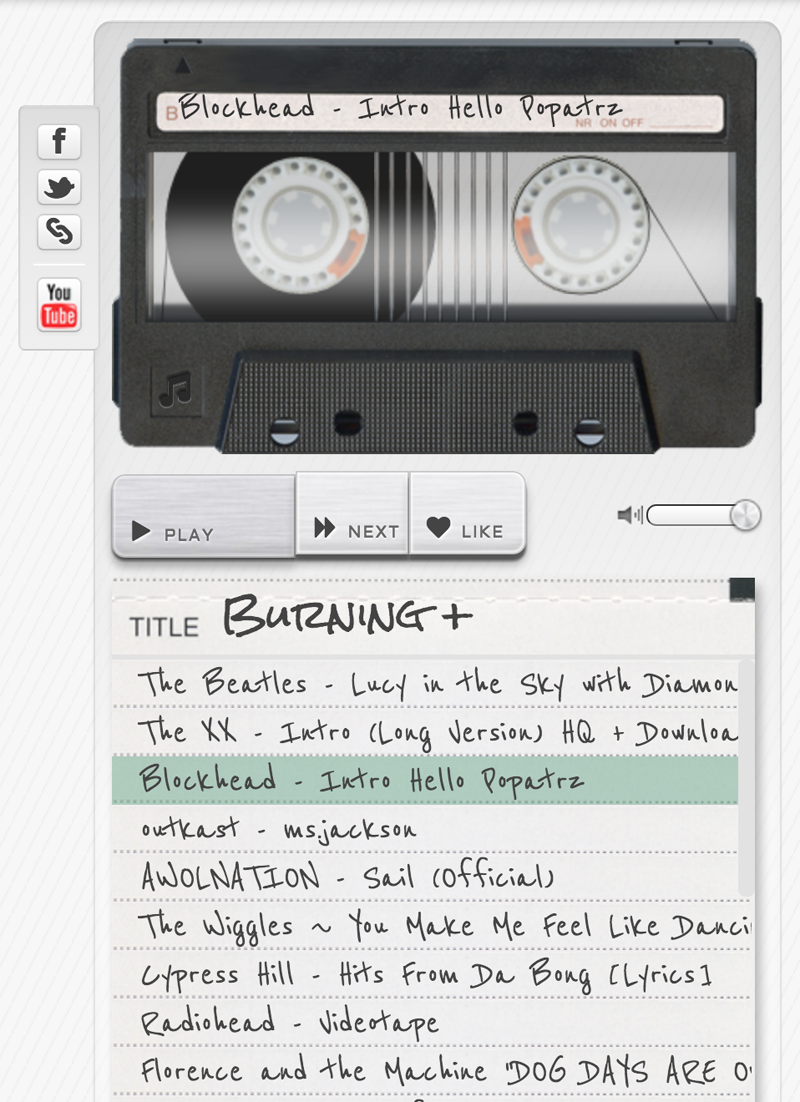 B Blockhead - Intro Hello Popatrz
NR ON OFF
f
You
Tube
PLAY
NEXT
LIKE
TITLE BURNING +
The Beatles - Lucy in the Sky with Diamon
The XX - Intro (Long Version) HQ + Downloa
Blockhead - Intro Hello Popatrz
outkast - msjackson
AWOLNATION - Sail (Official)
The Wiggles ~ You Make Me Feel Like Danci
Cypress Hill - Hits From Da Bong [Lyrics]
Radiohead - Videotape
Florence and the Machine "DOG DAYS ARE O